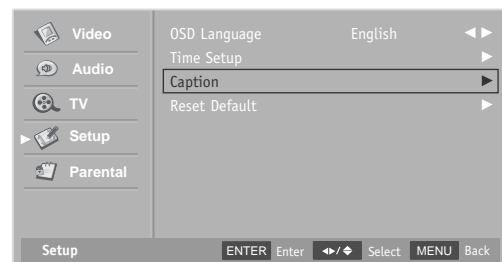 Video
Audio
TV
Setup
Parental
OSD Language English
Time Setup
Caption
Reset Default
Setup ENTER Enter Select MENU Back